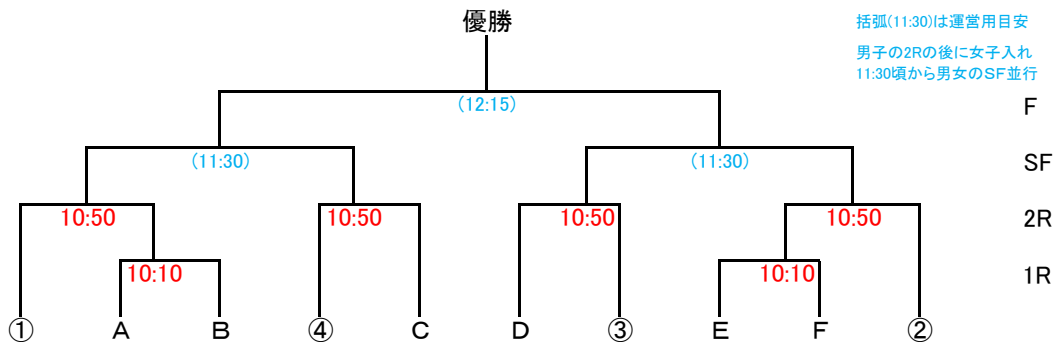 優勝
括弧(11:30)は運営用目安
男子の2Rの後に女子入れ
11:30頃から男女のSF並行
(12:15)
F
(11:30)
(11:30)
SF
10:50
10:50
10:50
10:50
2R
10:10
10:10
1R
①
A
B
④
C
D
③
E
F
②